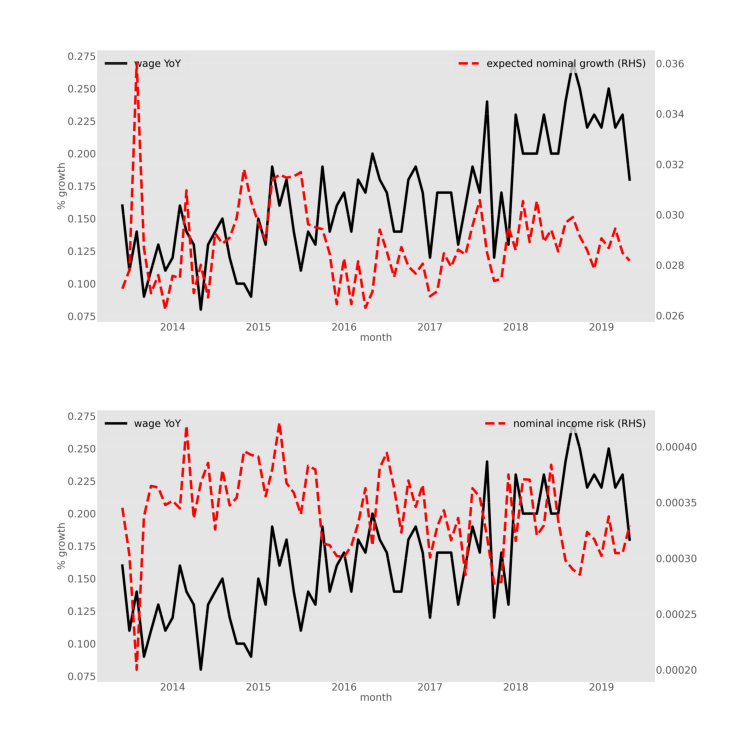 wage YoY
expected nominal growth (RHS)
% growth
0.275
0.250
0.225
0.200
0.175
0.150
0.125
0.100
0.075
0.036
0.034
0.032
0.030
0.028
0.026
2014 2015 2016 2017 2018 2019
month
wage YoY
nominal income risk (RHS)
% growth
0.275
0.250
0.225
0.200
0.175
0.150
0.125
0.100
0.075
0.00040
0.00035
0.00030
0.00025
0.00020
2014 2015 2016 2017 2018 2019
month